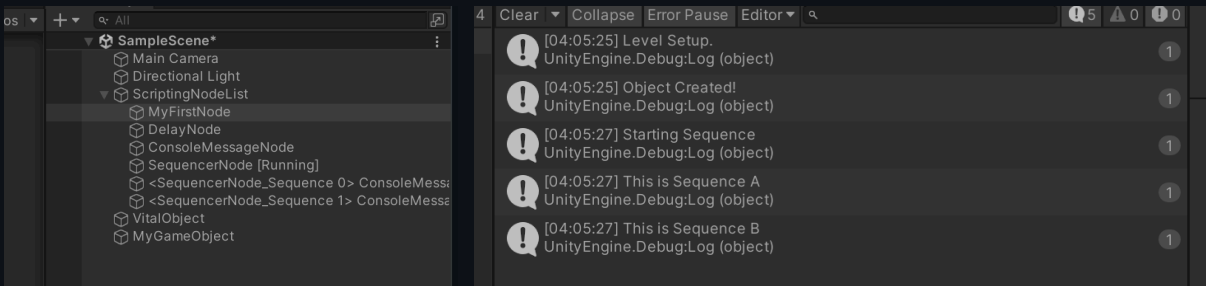 os
All
SampleScene*
Main Camera
Directional Light
ScriptingNodeList
MyFirstNode
DelayNode
ConsoleMessageNode
SequencerNode [Running]
<SequencerNode_Sequence 0> ConsoleMessa
<SequencerNode_Sequence 1> ConsoleMessa
VitalObject
MyGameObject
4 Clear Collapse Error Pause Editor 5 0 0
[04:05:25] Level Setup.
UnityEngine.Debug:Log (object)
1
[04:05:25] Object Created!
UnityEngine.Debug:Log (object)
1
[04:05:27] Starting Sequence
UnityEngine.Debug:Log (object)
1
[04:05:27] This is Sequence A
UnityEngine.Debug:Log (object)
1
[04:05:27] This is Sequence B
UnityEngine.Debug:Log (object)
1